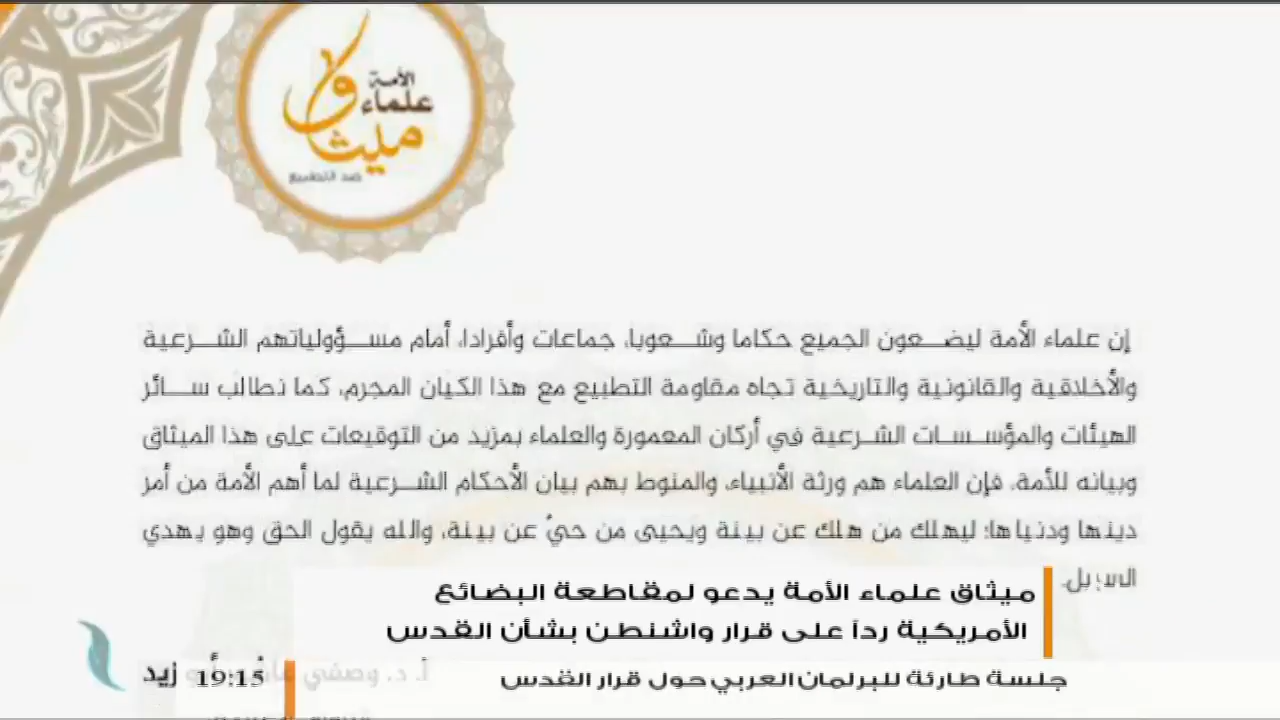 ميثاق
علماء
الأمة
ضد التطبيع
إن علماء الأمة ليضعون الجميع حكاما وشعوبا، جماعات وأفرادا، أمام مسؤولياتهم الشرعية
والأخلاقية والقانونية والتاريخية تجاه مقاومة التطبيع مع هذا الكيان المجرم، كما نطالب سائر
الهيئات والمؤسسات الشرعية في أركان المعمورة والعلماء بمزيد من التوقيعات على هذا الميثاق
وبيانه للأمة، فإن العلماء هم ورثة الأنبياء، والمنوط بهم بيان الأحكام الشرعية لما أهم الأمة من أمر
دينها ودنياها؛ ليهلك من هلك عن بينة ويحيى من حيّ عن بينة، والله يقول الحق وهو يهدي
السبيل.
ميثاق علماء الأمة يدعو لمقاطعة البضائع
الأمريكية رداً على قرار واشنطن بشأن القدس
أ. د. وصفي عاشور أبو زيد
جلسة طارئة للبرلمان العربي حول قرار القدس
19:15